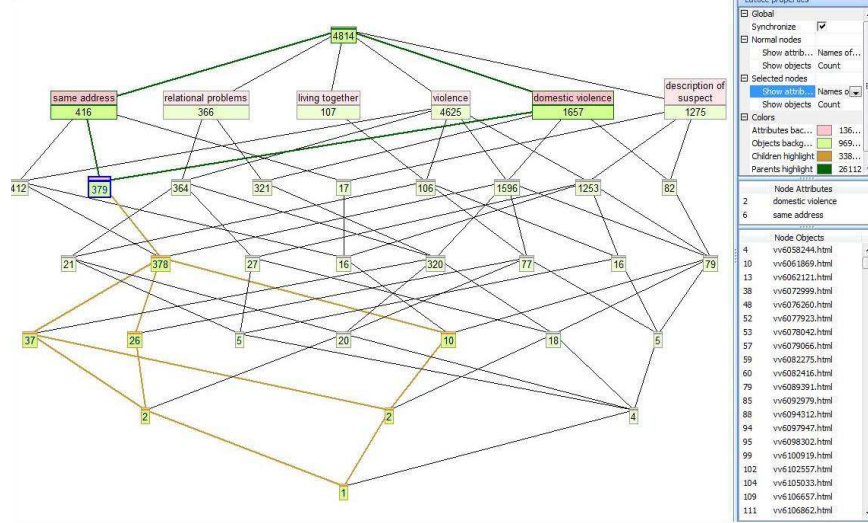 Lattice properties
Global
Synchronize
Normal nodes
Show attrib... Names of...
Show objects Count
Selected nodes
Show attrib... Names o
Show objects Count
Colors
Attributes bac... 136...
Objects backg... 969...
Children highlight 338...
Parents highlight 26112
Node Attributes
2 domestic violence
6 same address
Node Objects
4 vv6058244.html
10 vv6061869.html
13 vv6062121.html
38 vv6072999.html
48 vv6076260.html
52 vv6077923.html
53 vv6078042.html
57 vv6079066.html
59 vv6082275.html
60 vv6082416.html
79 vv6089391.html
85 vv6092979.html
88 vv6094312.html
94 vv6097947.html
95 vv6098302.html
99 vv6100919.html
102 vv6102557.html
104 vv6105033.html
109 vv6106657.html
111 vv6106862.html
4814
same address
416
relational problems
366
living together
107
violence
4625
domestic violence
1657
description of
suspect
1275
412 379 364 321 17 106 1596 1253 82
21 378 27 16 320 77 16 79
37 26 5 20 10 18 5
2 2 4
1